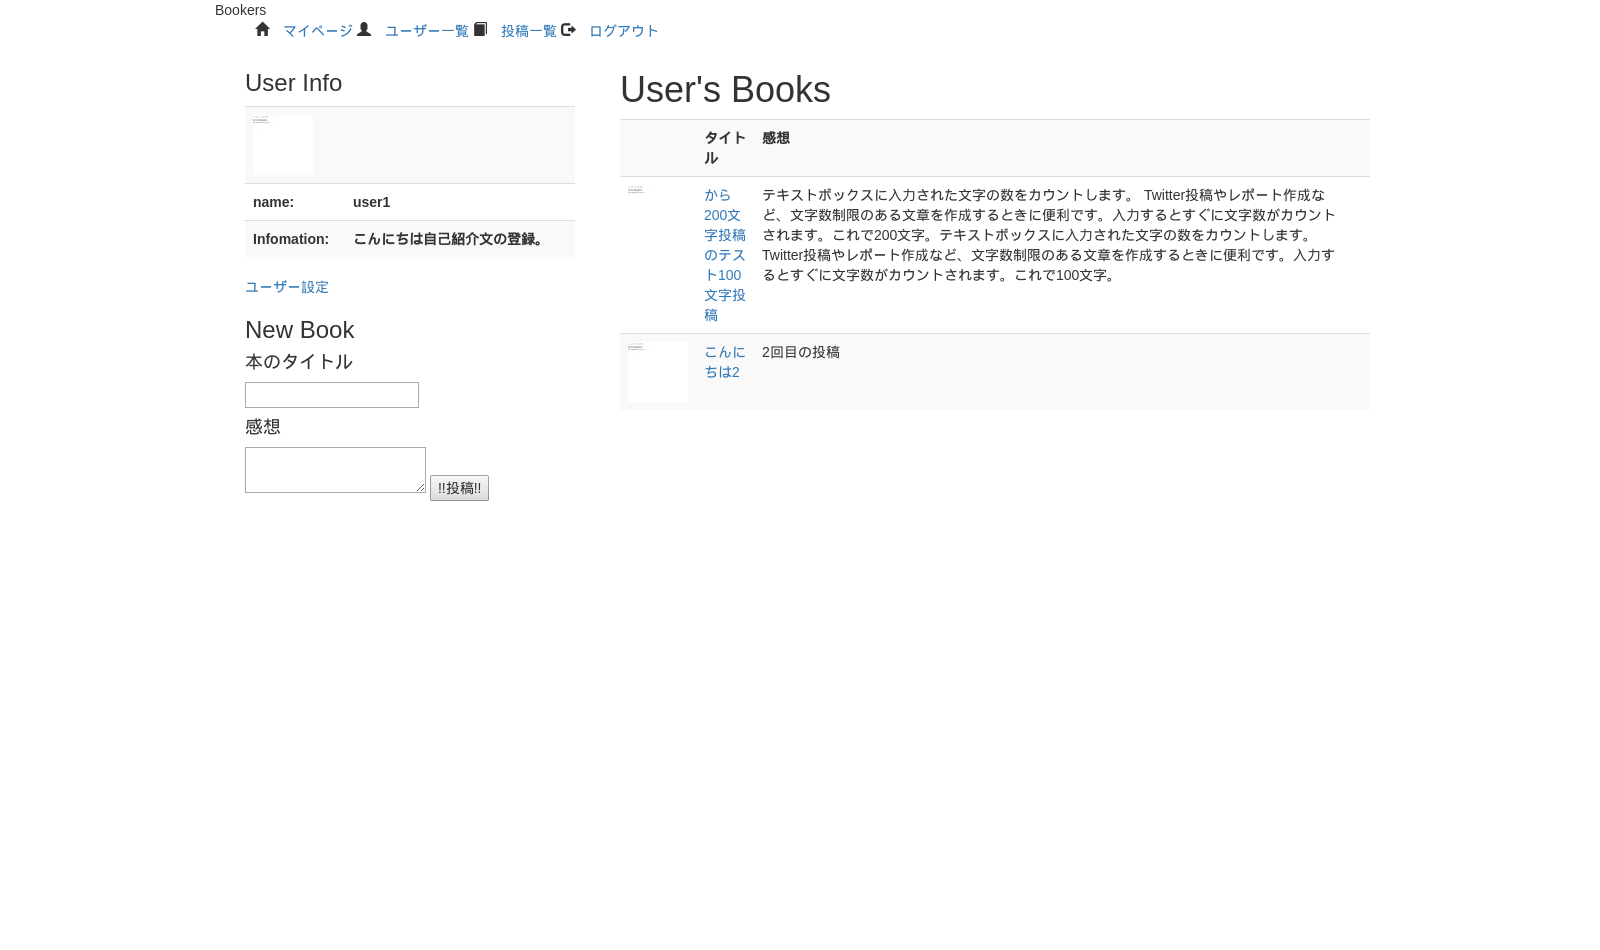 Bookers
マイページ ユーザー一覧 投稿一覧 ログアウト
User Info
name: user1
Infomation: こんにちは自己紹介文の登録。
ユーザー設定
New Book
本のタイトル
感想
!!投稿!!
User's Books
タイト 感想
ル
から テキストボックスに入力された文字の数をカウントします。 Twitter投稿やレポート作成な
200文 ど、文字数制限のある文章を作成するときに便利です。入力するとすぐに文字数がカウント
字投稿 されます。これで200文字。テキストボックスに入力された文字の数をカウントします。
のテス Twitter投稿やレポート作成など、文字数制限のある文章を作成するときに便利です。入力す
ト100 るとすぐに文字数がカウントされます。これで100文字。
文字投
稿
こんに 2回目の投稿
ちは2